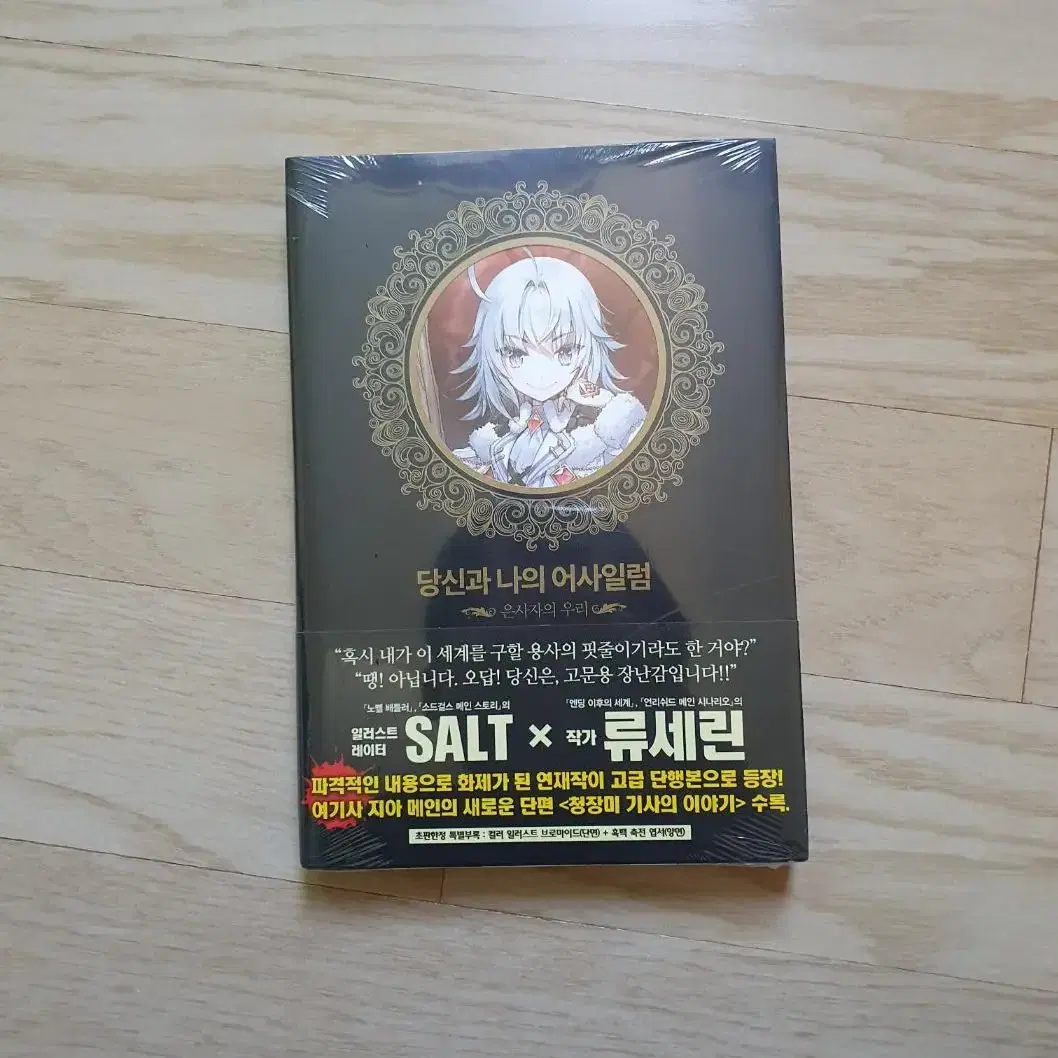 당신과 나의 어사일럼
은사자의 우리
“혹시 내가 이 세계를 구할 용사의 핏줄이기라도 한 거야?”
“땡! 아닙니다. 오답! 당신은, 고문용 장난감입니다!!”
「노벨 배틀러」, 「소드걸스 메인 스토리」의
일러스트
레이터
SALT ×
「엔딩 이후의 세계」, 「언리쉬드 메인 시나리오」의
작가 류세린
파격적인 내용으로 화제가 된 연재작이 고급 단행본으로 등장!
여기사 지아 메인의 새로운 단편 <청장미 기사의 이야기> 수록.
초판한정 특별부록 : 컬러 일러스트 브로마이드(단면) + 흑백 축전 엽서(양면)